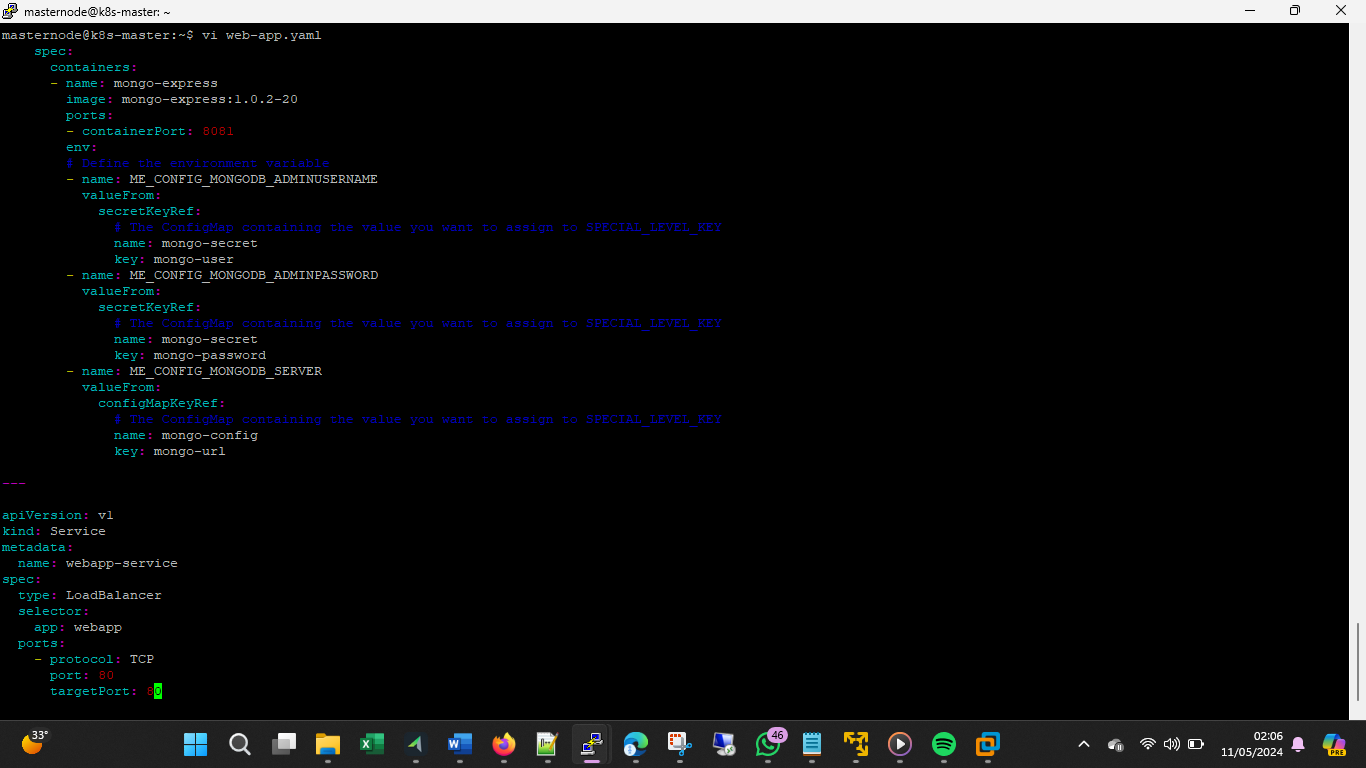 masternode@k8s-master: ~
masternode@k8s-master:~$ vi web-app.yaml
    spec:
      containers:
      - name: mongo-express
        image: mongo-express:1.0.2-20
        ports:
        - containerPort: 8081
        env:
        # Define the environment variable
        - name: ME_CONFIG_MONGODB_ADMINUSERNAME
          valueFrom:
            secretKeyRef:
              # The ConfigMap containing the value you want to assign to SPECIAL_LEVEL_KEY
              name: mongo-secret
              key: mongo-user
        - name: ME_CONFIG_MONGODB_ADMINPASSWORD
          valueFrom:
            secretKeyRef:
              # The ConfigMap containing the value you want to assign to SPECIAL_LEVEL_KEY
              name: mongo-secret
              key: mongo-password
        - name: ME_CONFIG_MONGODB_SERVER
          valueFrom:
            configMapKeyRef:
              # The ConfigMap containing the value you want to assign to SPECIAL_LEVEL_KEY
              name: mongo-config
              key: mongo-url
---
apiVersion: v1
kind: Service
metadata:
  name: webapp-service
spec:
  type: LoadBalancer
  selector:
    app: webapp
  ports:
    - protocol: TCP
      port: 80
      targetPort: 80
33°
46
02:06
11/05/2024
PRE